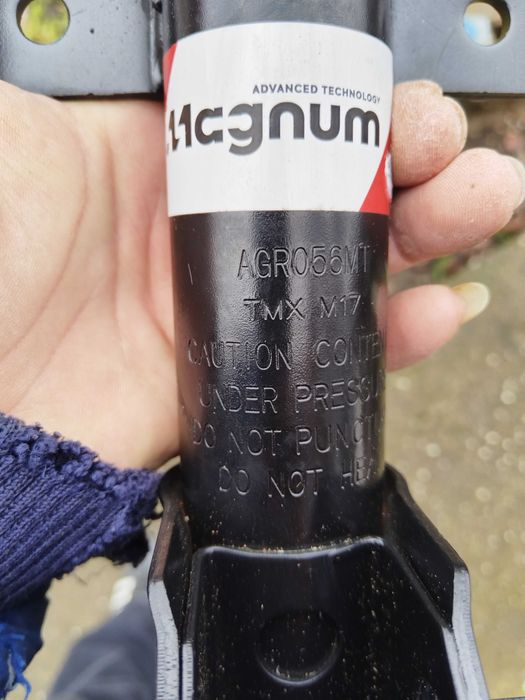 ADVANCED TECHNOLOGY
Magnum
AGR056MT
TMX M17
CAUTION
UNDER
DO NOT
DO NOT